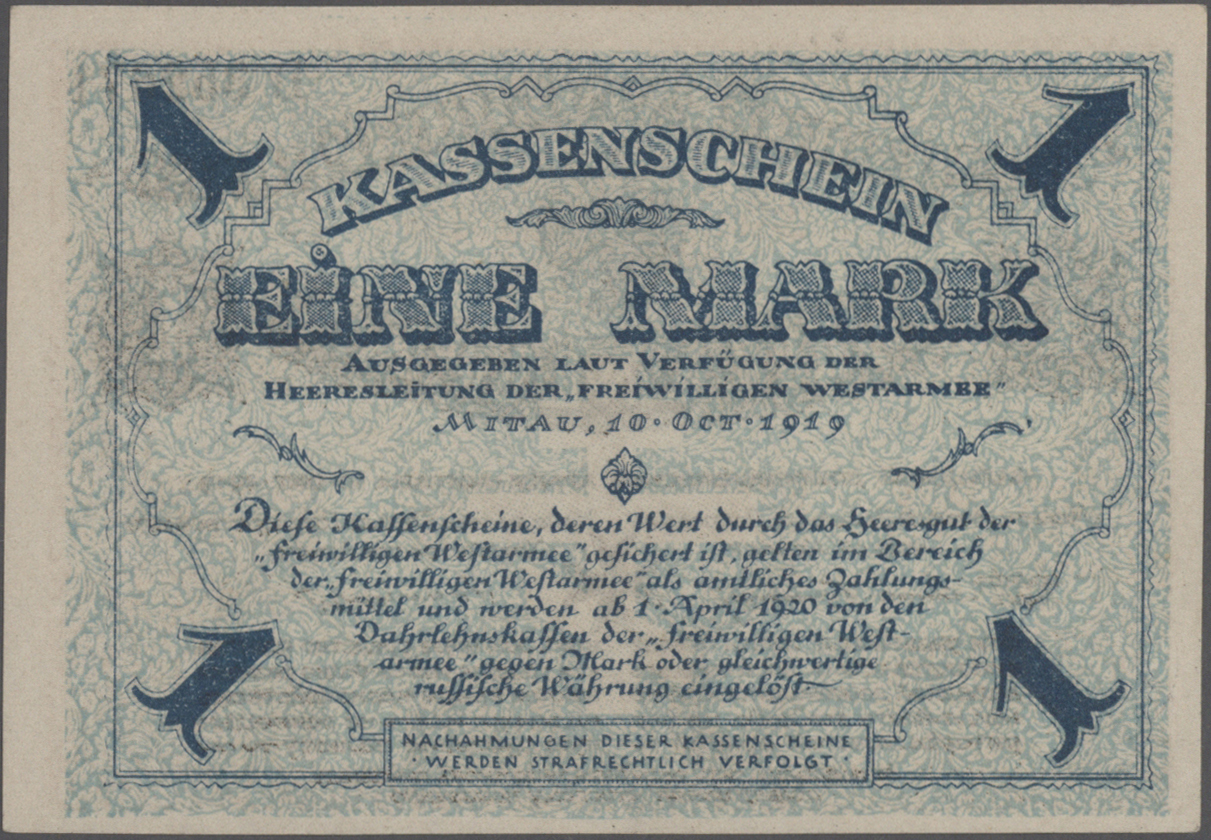 1 1
KASSENSCHEIN
EINE MARK
AUSGEGEBEN LAUT VERFÜGUNG DER
HEERESLEITUNG DER „FREIWILLIGEN WESTARMEE"
MITAU, 10·OCT·1919
Diese Kassenscheine, deren Wert durch das Heeresgut der
„freiwilligen Westarmee" gesichert ist, gelten im Bereich
der „freiwilligen Westarmee" als amtliches Zahlungs-
mittel und werden ab 1·April 1920 von den
Dahrlehnskassen der „freiwilligen West-
armee" gegen Mark oder gleichwertige
russische Währung eingelöst
1 1
NACHAHMUNGEN DIESER KASSENSCHEINE
· WERDEN STRAFRECHTLICH VERFOLGT ·